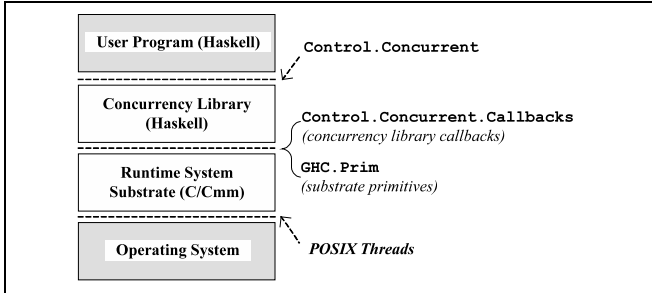 User Program (Haskell)
Control.Concurrent
Concurrency Library
(Haskell)
Control.Concurrent.Callbacks
(concurrency library callbacks)
GHC.Prim
(substrate primitives)
Runtime System
Substrate (C/Cmm)
Operating System
POSIX Threads